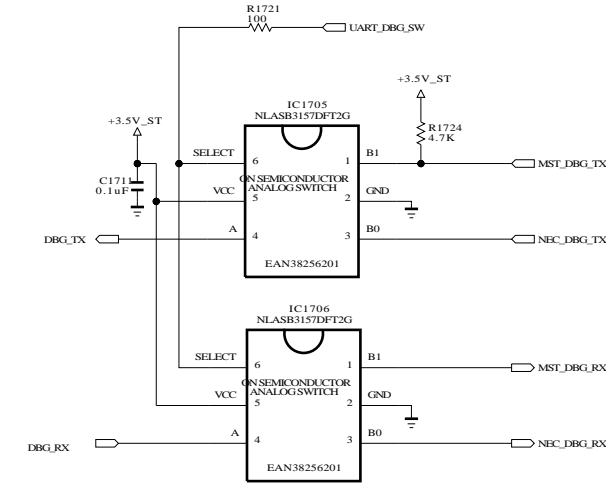 R1721
100
UART_DBG_SW
+3.5V_ST
IC1705
NLASB3157DFT2G
+3.5V_ST
R1724
4.7K
C1711
0.1uF
SELECT
6
1
B1
MST_DBG_TX
ON SEMICONDUCTOR
ANALOG SWITCH
VCC
5
2
GND
DBG_TX
A
4
3
B0
NEC_DBG_TX
EAN38256201
IC1706
NLASB3157DFT2G
SELECT
6
1
B1
MST_DBG_RX
ON SEMICONDUCTOR
ANALOG SWITCH
VCC
5
2
GND
DBG_RX
A
4
3
B0
NEC_DBG_RX
EAN38256201